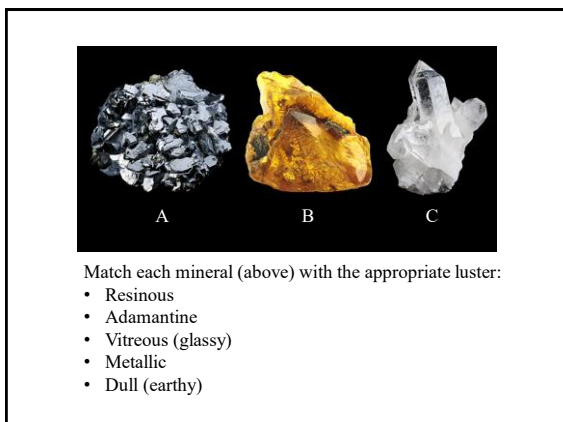 A B C
Match each mineral (above) with the appropriate luster:
• Resinous
• Adamantine
• Vitreous (glassy)
• Metallic
• Dull (earthy)